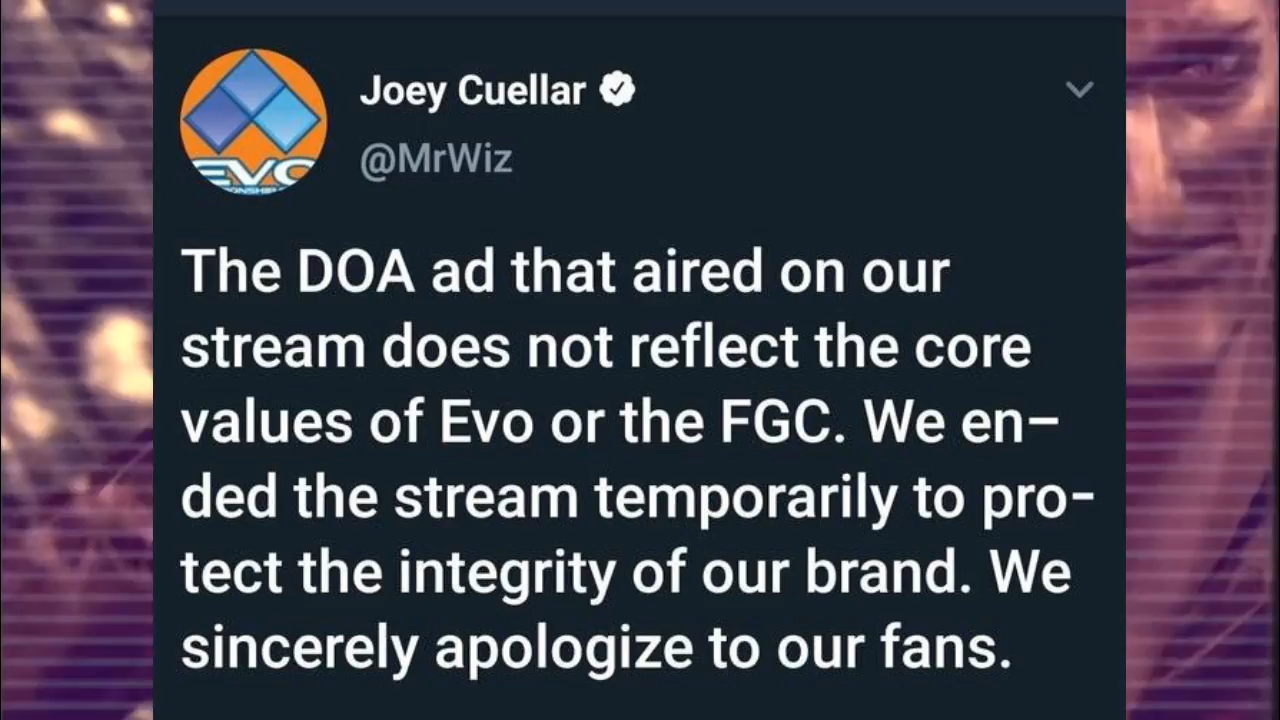 Joey Cuellar
@MrWiz
EVO
The DOA ad that aired on our
stream does not reflect the core
values of Evo or the FGC. We en-
ded the stream temporarily to pro-
tect the integrity of our brand. We
sincerely apologize to our fans.